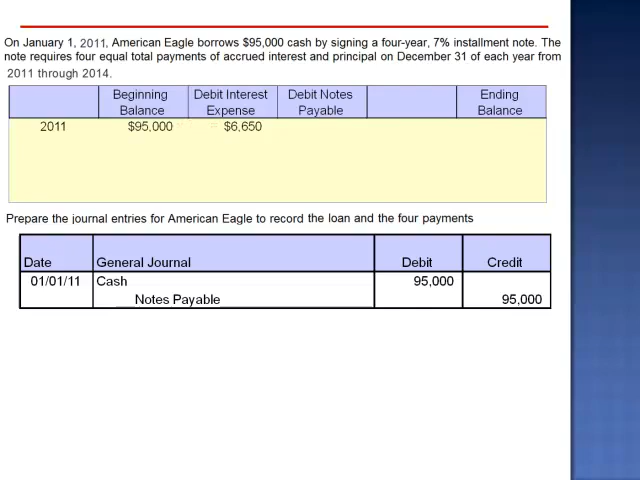 On January 1, 2011, American Eagle borrows $95,000 cash by signing a four-year, 7% installment note. The
note requires four equal total payments of accrued interest and principal on December 31 of each year from
2011 through 2014.
Beginning Debit Interest Debit Notes Ending
Balance Expense Payable Balance
2011 $95,000 $6,650
Prepare the journal entries for American Eagle to record the loan and the four payments
Date General Journal Debit Credit
01/01/11 Cash 95,000
Notes Payable 95,000